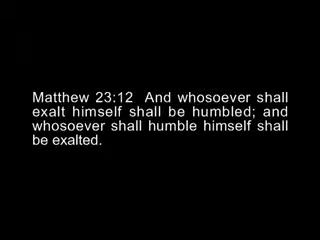 Matthew 23:12  And whosoever shall
exalt himself shall be humbled; and
whosoever shall humble himself shall
be exalted.